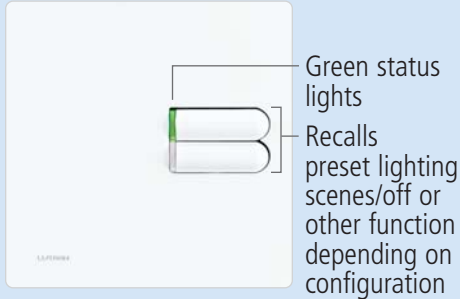 Green status
lights
Recalls
preset lighting
scenes/off or
other function
depending on
configuration